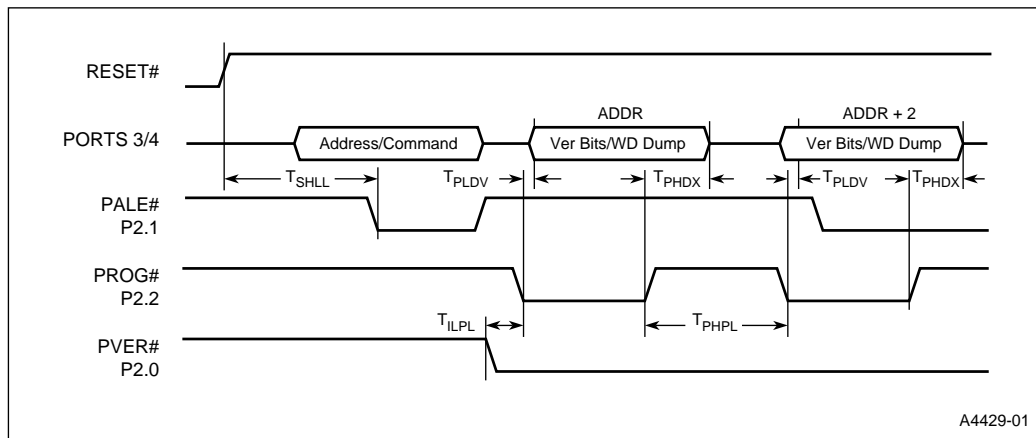 RESET#
ADDR
ADDR + 2
PORTS 3/4
Address/Command
Ver Bits/WD Dump
Ver Bits/WD Dump
TSHLL
TPLDV
TPHDX
TPLDV
TPHDX
PALE#
P2.1
PROG#
P2.2
TILPL
TPHPL
PVER#
P2.0
A4429-01